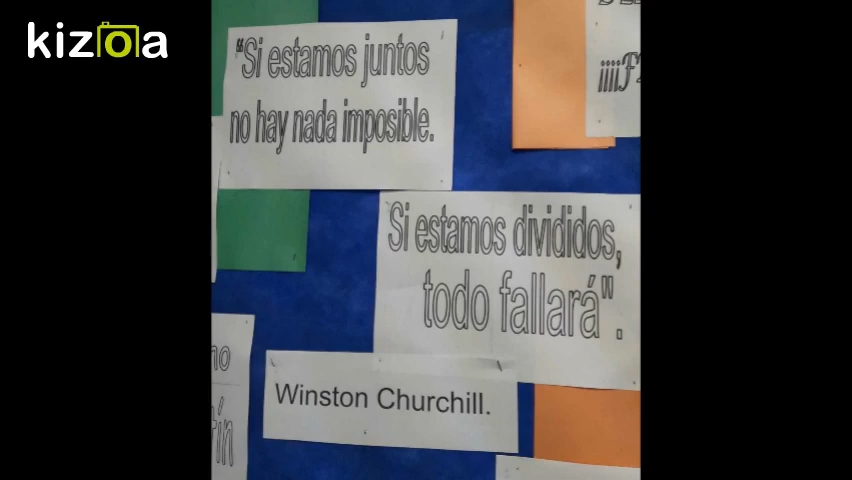 kizoa
“Si estamos juntos
no hay nada imposible.
Si estamos divididos,
todo fallará".
Winston Churchill.